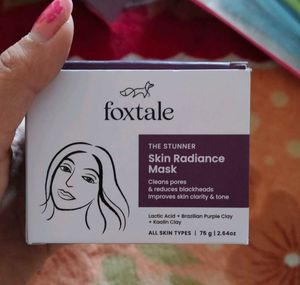 foxtale
THE STUNNER
Skin Radiance
Mask
Cleans pores
& reduces blackheads
Improves skin clarity & tone
Lactic Acid + Brazilian Purple Clay
+ Kaolin Clay
ALL SKIN TYPES | 75 g | 2.64oz